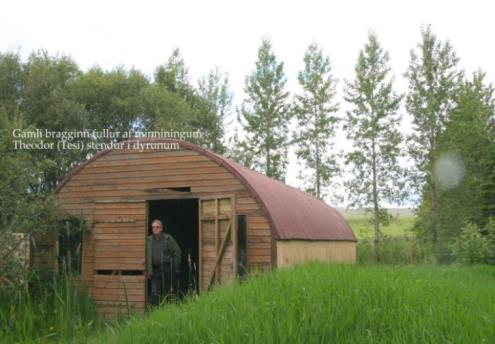 Gamli bragginn fullur af minningum
Theodor (Tesi) stendur í dyrunum